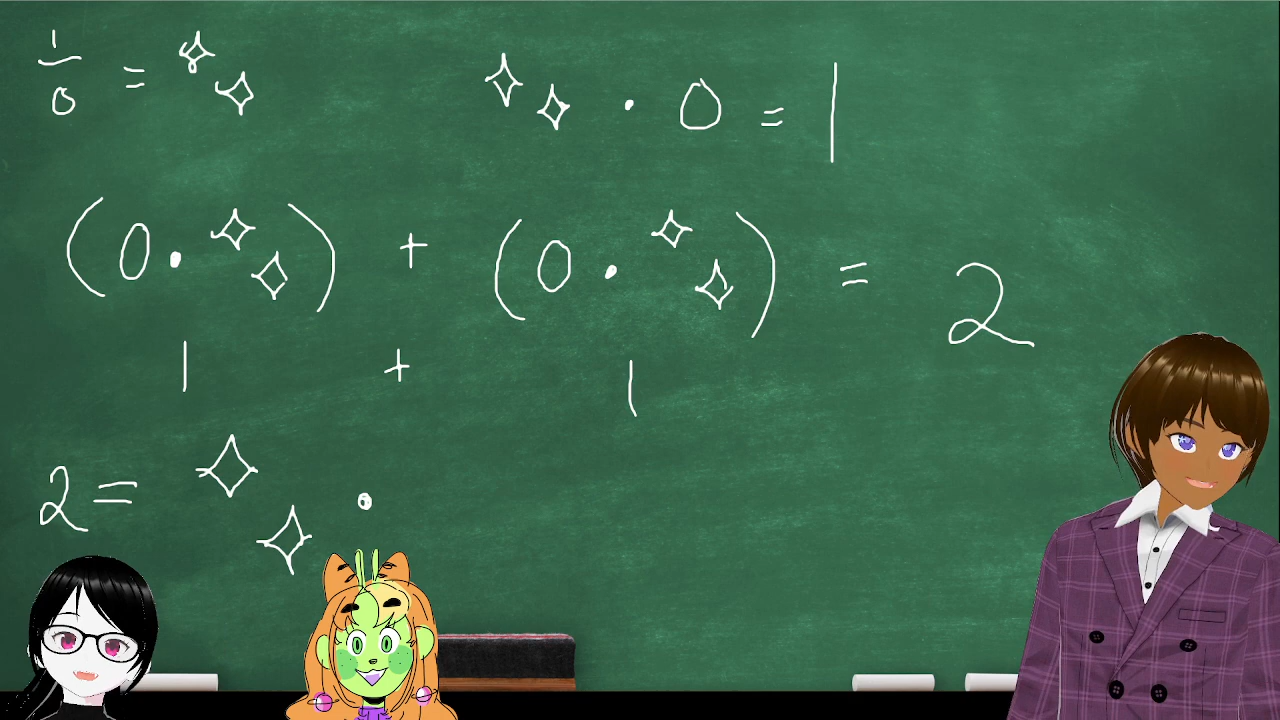 1/0 = ✧✧
✧✧ · 0 = 1
(0 · ✧✧) + (0 · ✧✧) = 2
1 + 1
2 = ✧✧ ·